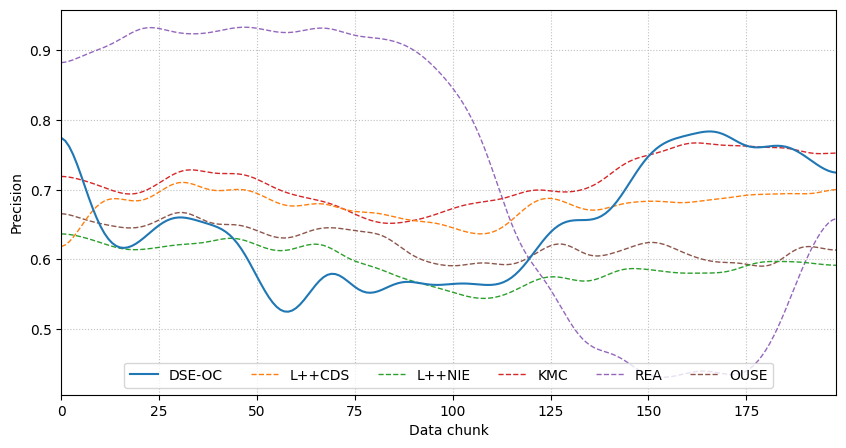 Precision
0.9
0.8
0.7
0.6
0.5
DSE-OC L++CDS L++NIE KMC REA OUSE
0 25 50 75 100 125 150 175
Data chunk